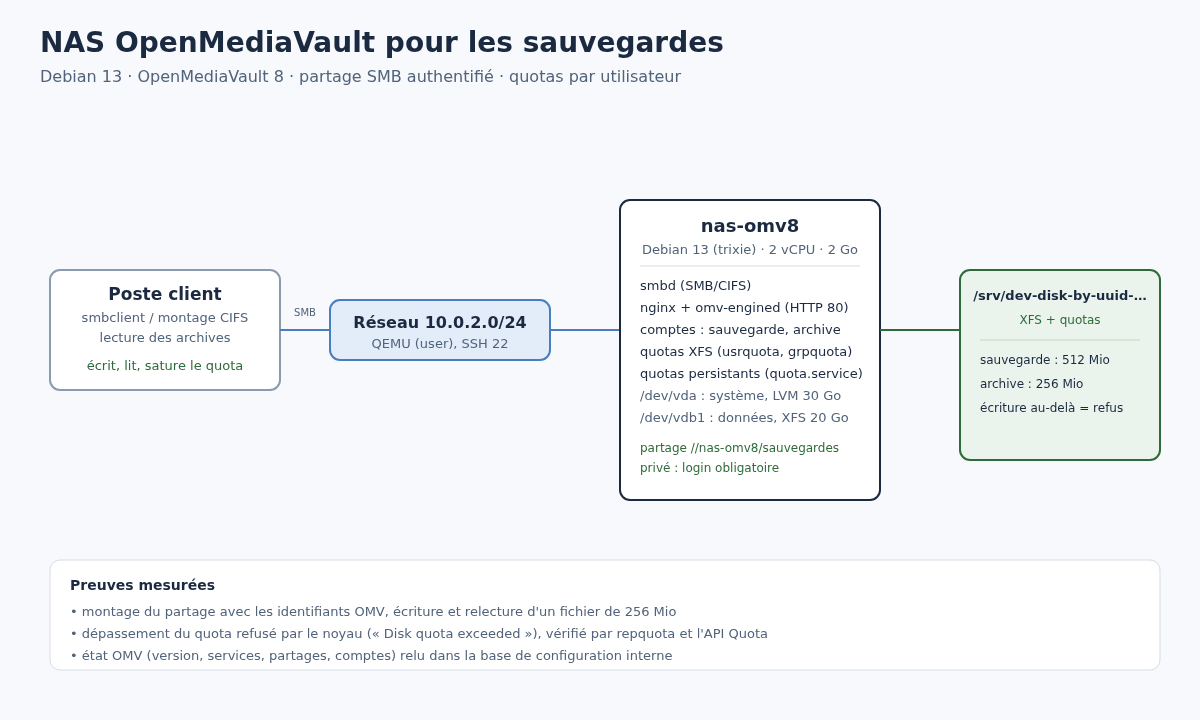 NAS OpenMediaVault pour les sauvegardes
Debian 13 · OpenMediaVault 8 · partage SMB authentifié · quotas par utilisateur
Poste client
smbclient / montage CIFS
lecture des archives
écrit, lit, sature le quota
SMB
Réseau 10.0.2.0/24
QEMU (user), SSH 22
nas-omv8
Debian 13 (trixie) · 2 vCPU · 2 Go
smbd (SMB/CIFS)
nginx + omv-engined (HTTP 80)
comptes : sauvegarde, archive
quotas XFS (usrquota, grpquota)
quotas persistants (quota.service)
/dev/vda : système, LVM 30 Go
/dev/vdb1 : données, XFS 20 Go
partage //nas-omv8/sauvegardes
privé : login obligatoire
/srv/dev-disk-by-uuid-...
XFS + quotas
sauvegarde : 512 Mio
archive : 256 Mio
écriture au-delà = refus
Preuves mesurées
• montage du partage avec les identifiants OMV, écriture et relecture d'un fichier de 256 Mio
• dépassement du quota refusé par le noyau (« Disk quota exceeded »), vérifié par repquota et l'API Quota
• état OMV (version, services, partages, comptes) relu dans la base de configuration interne